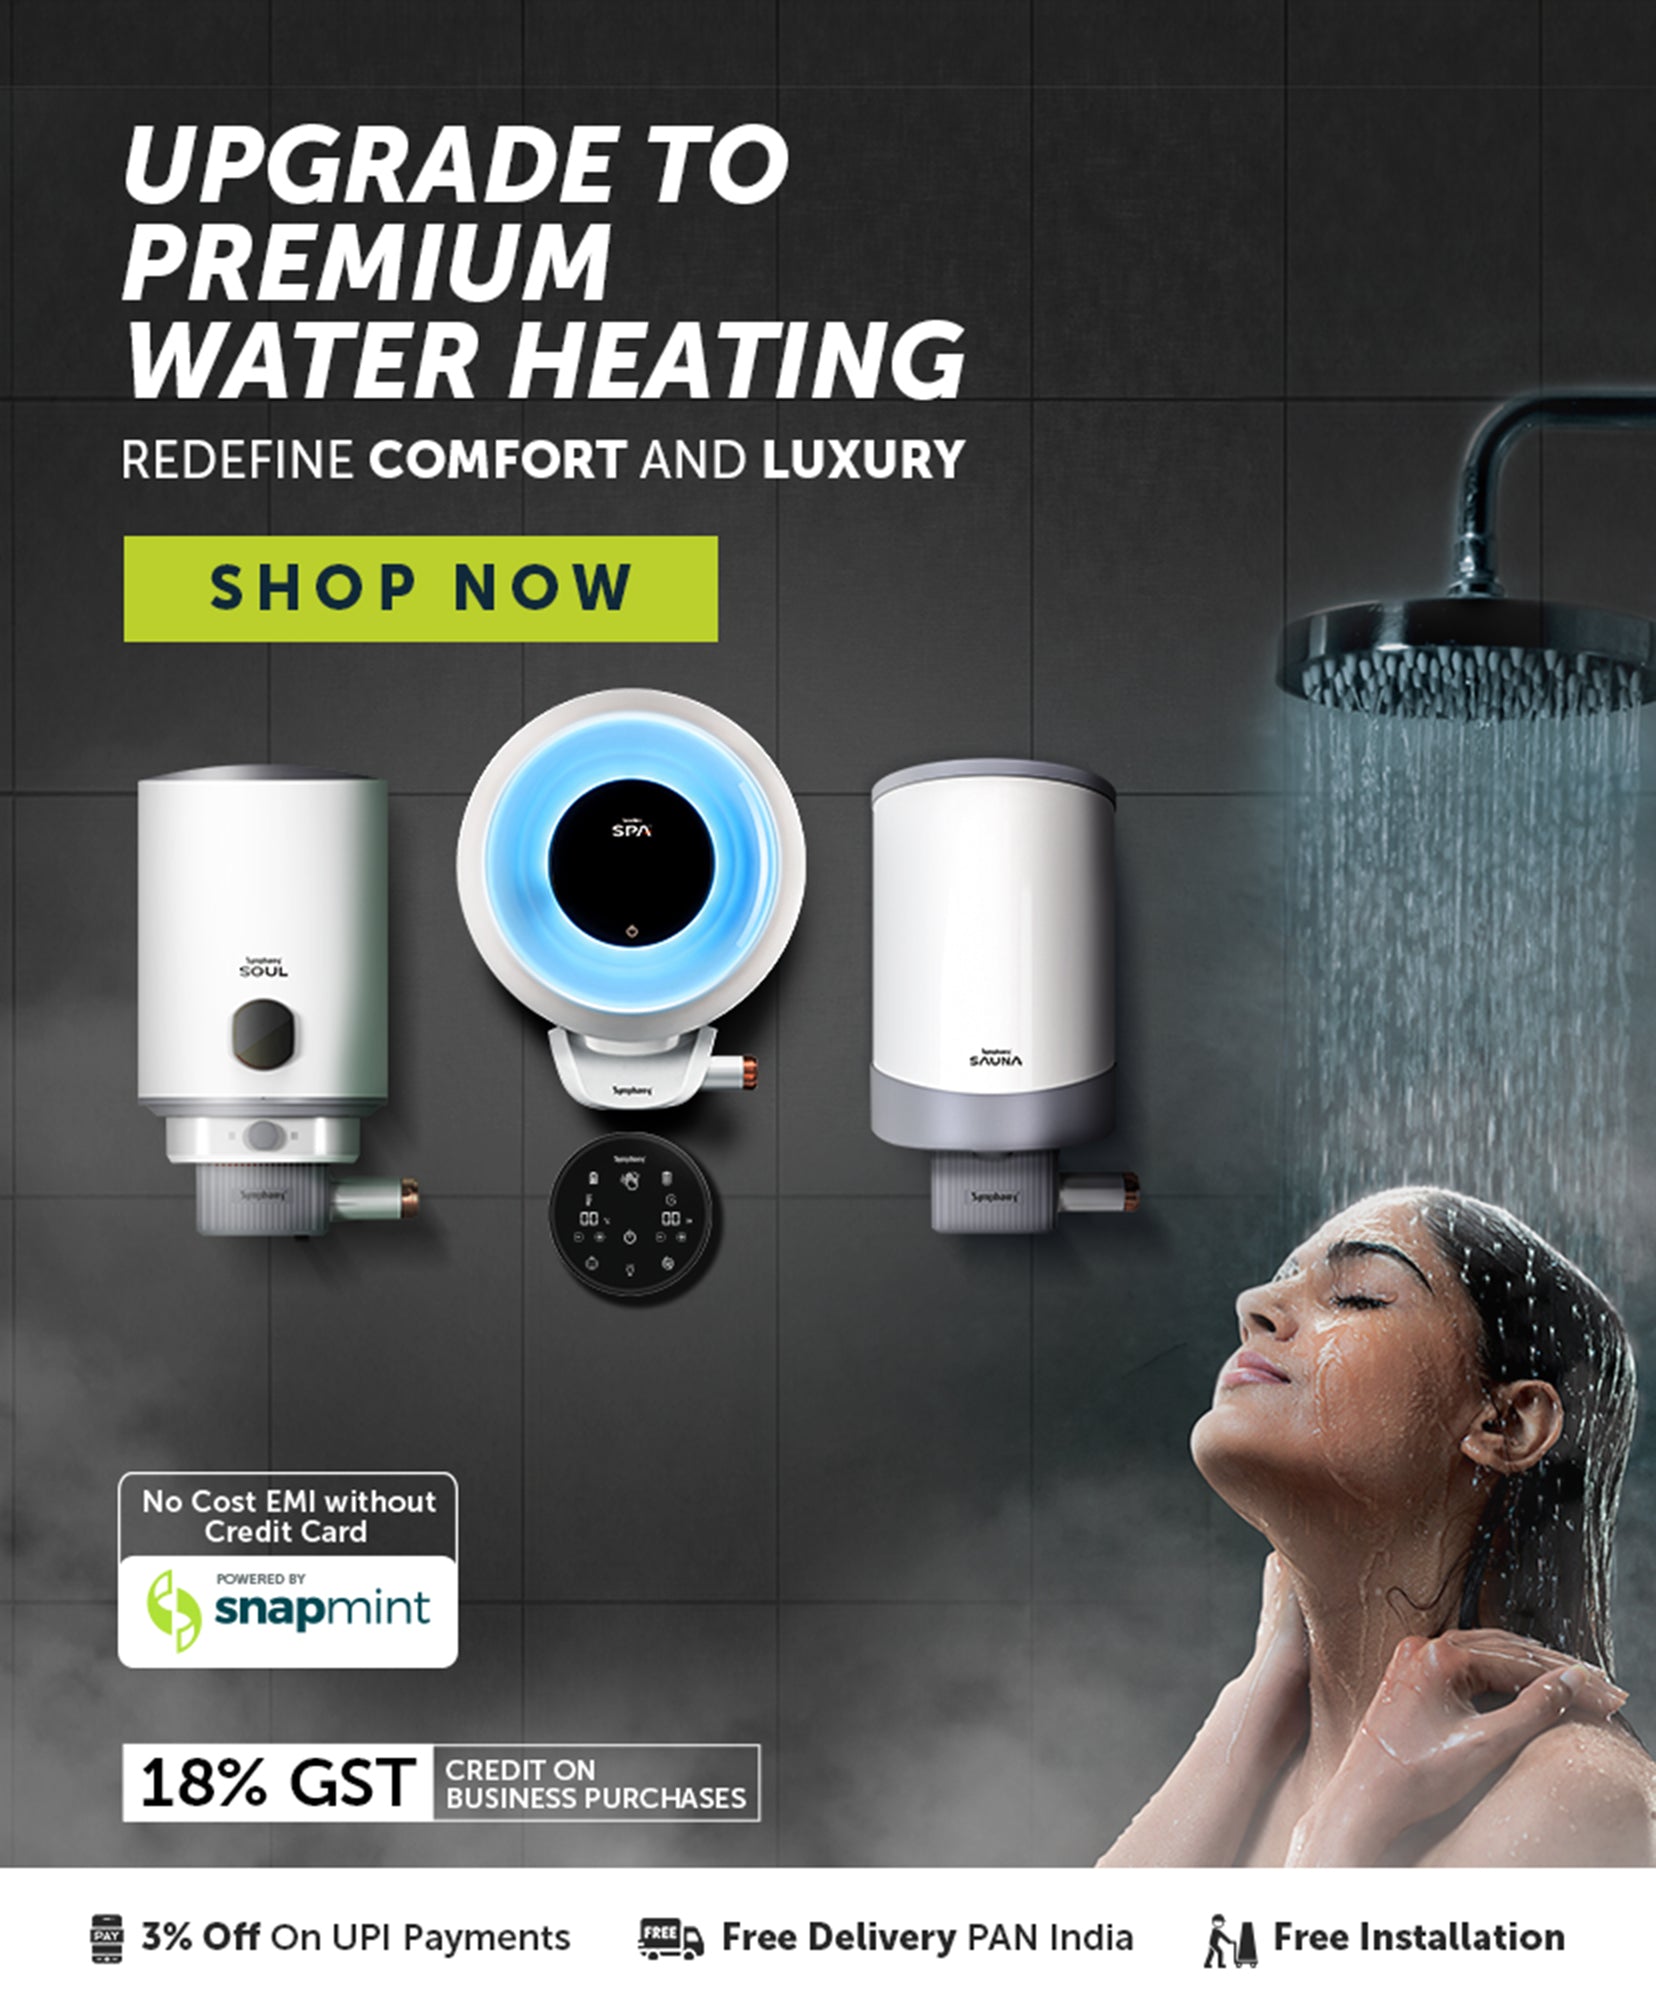 UPGRADE TO
PREMIUM
WATER HEATING
REDEFINE COMFORT AND LUXURY
SHOP NOW
SPA
Symphony
SOUL
Symphony
SAUNA
Symphony
Symphony
00 °C
00
Symphony
Symphony
No Cost EMI without
Credit Card
POWERED BY
snapmint
18% GST
CREDIT ON
BUSINESS PURCHASES
PAY
3% Off On UPI Payments
FREE
Free Delivery PAN India
Free Installation